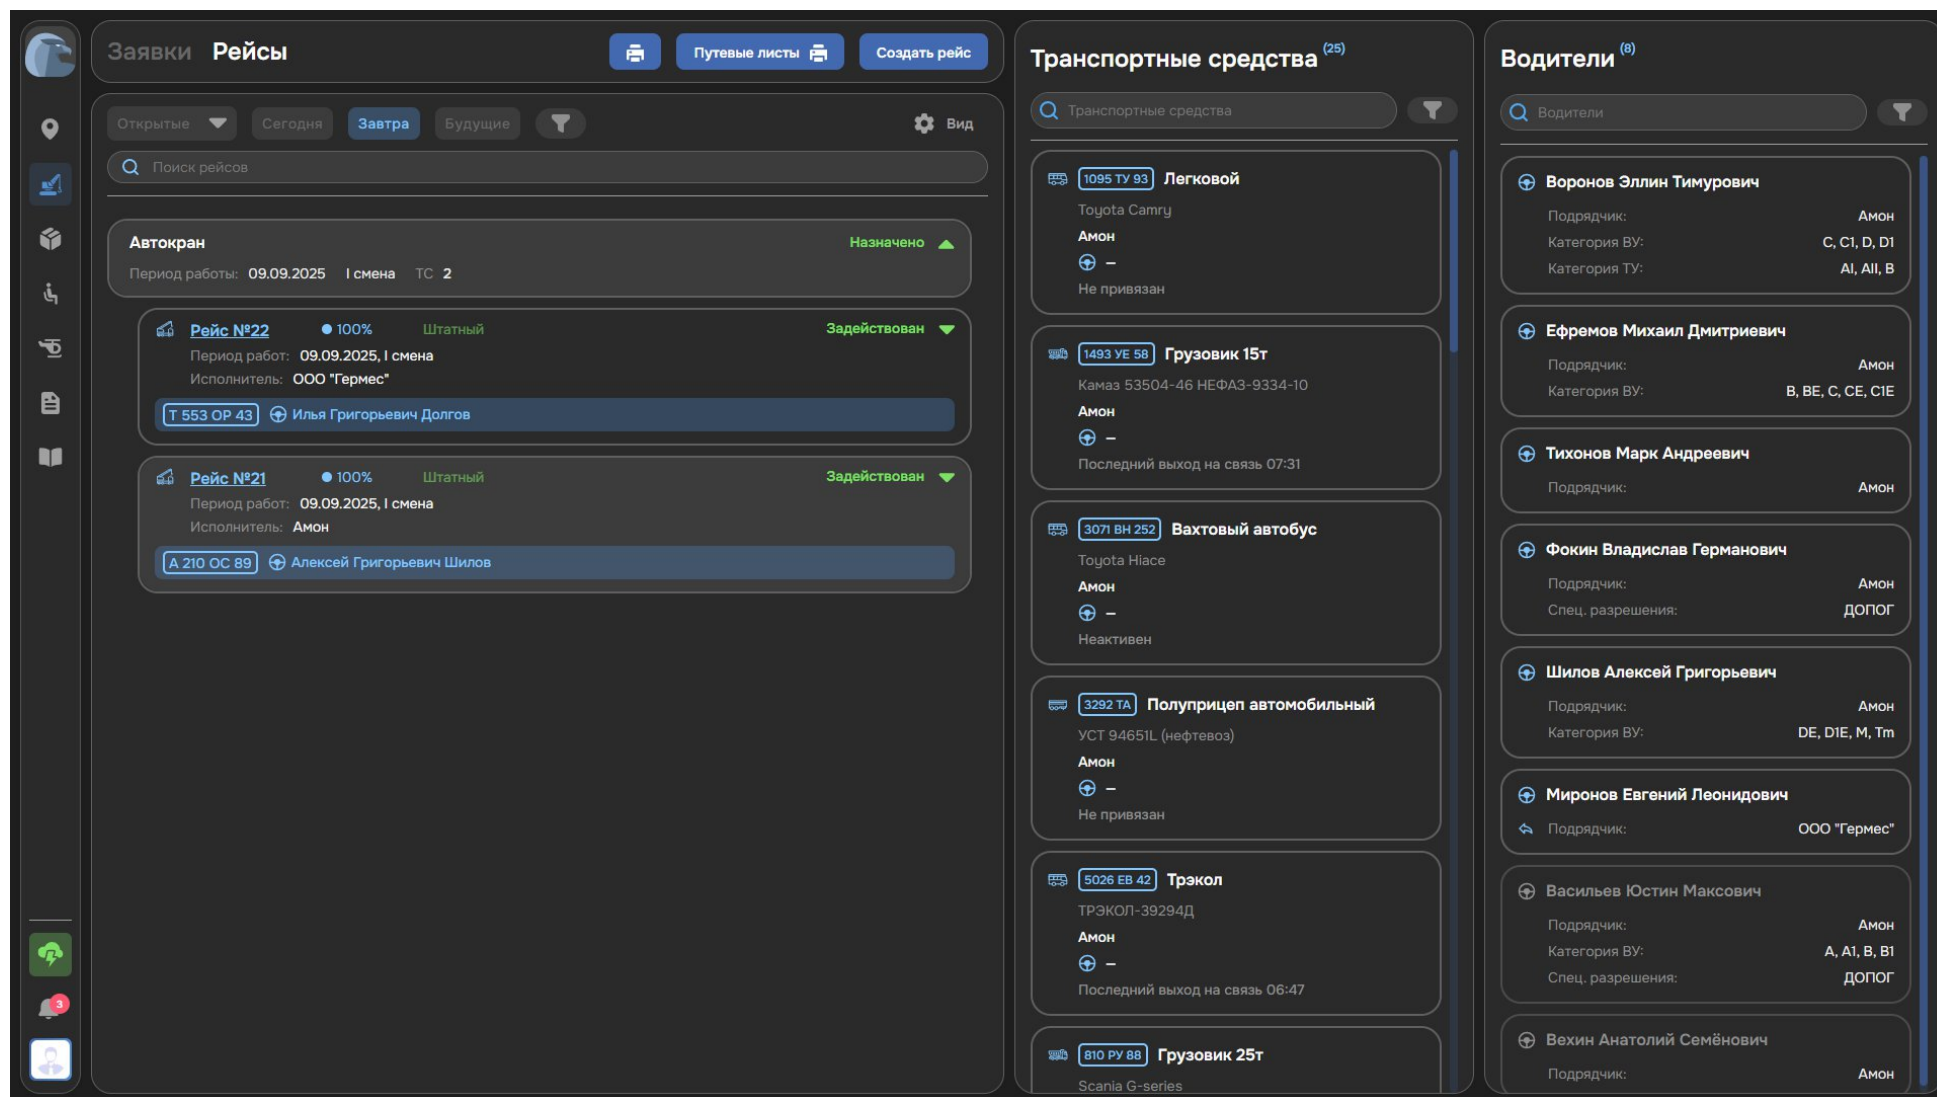 Заявки Рейсы
Путевые листы
Создать рейс
Открытые
Сегодня
Завтра
Будущие
Вид
Поиск рейсов
Автокран
Назначено
Период работы: 09.09.2025 I смена ТС 2
Рейс №22 100% Штатный Задействован
Период работ: 09.09.2025, I смена
Исполнитель: ООО "Гермес"
Т 553 ОР 43 Илья Григорьевич Долгов
Рейс №21 100% Штатный Задействован
Период работ: 09.09.2025, I смена
Исполнитель: Амон
А 210 ОС 89 Алексей Григорьевич Шилов
3
Транспортные средства (25)
Транспортные средства
1095 ТУ 93 Легковой
Toyota Camry
Амон
–
Не привязан
1493 УЕ 58 Грузовик 15т
Камаз 53504-46 НЕФАЗ-9334-10
Амон
–
Последний выход на связь 07:31
3071 ВН 252 Вахтовый автобус
Toyota Hiace
Амон
–
Неактивен
3292 ТА Полуприцеп автомобильный
УСТ 94651L (нефтевоз)
Амон
–
Не привязан
5026 ЕВ 42 Трэкол
ТРЭКОЛ-39294Д
Амон
–
Последний выход на связь 06:47
810 РУ 88 Грузовик 25т
Scania G-series
Водители (8)
Водители
Воронов Эллин Тимурович
Подрядчик: Амон
Категория ВУ: C, C1, D, D1
Категория ТУ: AI, AII, B
Ефремов Михаил Дмитриевич
Подрядчик: Амон
Категория ВУ: B, BE, C, CE, C1E
Тихонов Марк Андреевич
Подрядчик: Амон
Фокин Владислав Германович
Подрядчик: Амон
Спец. разрешения: ДОПОГ
Шилов Алексей Григорьевич
Подрядчик: Амон
Категория ВУ: DE, D1E, M, Tm
Миронов Евгений Леонидович
Подрядчик: ООО "Гермес"
Васильев Юстин Максович
Подрядчик: Амон
Категория ВУ: A, A1, B, B1
Спец. разрешения: ДОПОГ
Вехин Анатолий Семёнович
Подрядчик: Амон